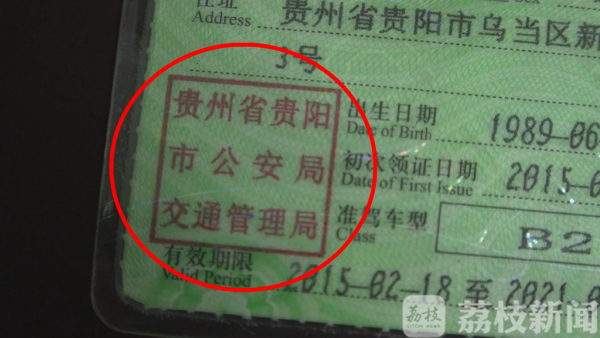 住址
Address 贵州省贵阳市乌当区新
3号
贵州省贵阳
市公安局
交通管理局
出生日期
Date of Birth 1989-06
初次领证日期
Date of First Issue 2015
准驾车型
Class B2
有效期限
Valid Period 2015-02-18 至 2021-0
荔枝
荔枝新闻